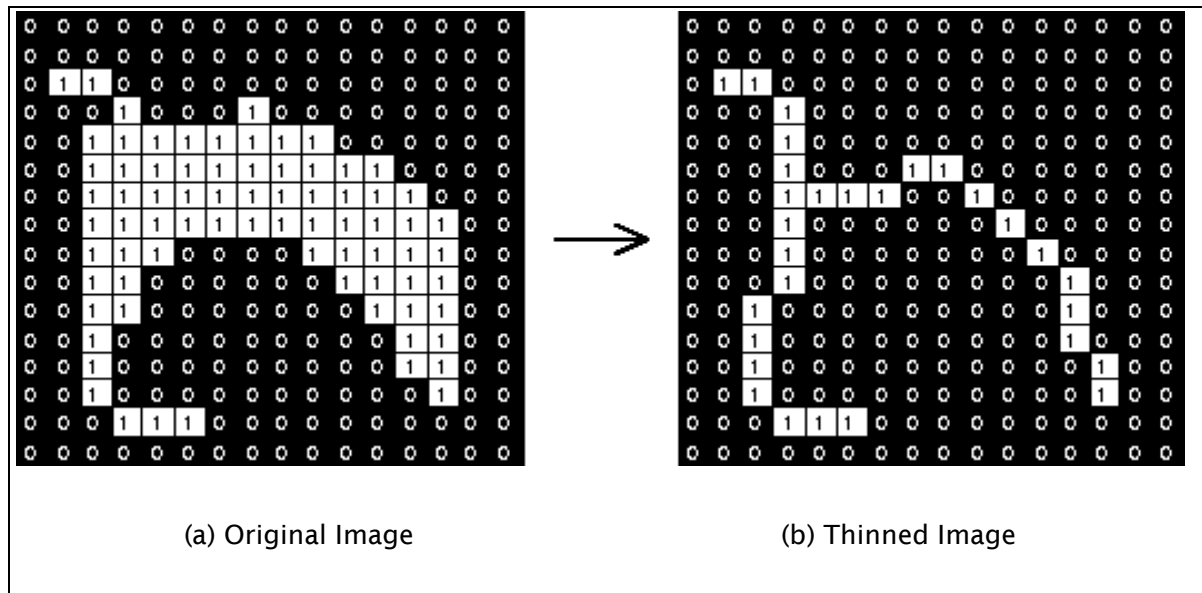 0 0 0 0 0 0 0 0 0 0 0 0 0 0 0 0
0 0 0 0 0 0 0 0 0 0 0 0 0 0 0 0
0 1 1 0 0 0 0 0 0 0 0 0 0 0 0 0
0 0 0 1 0 0 0 1 0 0 0 0 0 0 0 0
0 0 1 1 1 1 1 1 1 1 0 0 0 0 0 0
0 0 1 1 1 1 1 1 1 1 1 1 0 0 0 0
0 0 1 1 1 1 1 1 1 1 1 1 1 0 0 0
0 0 1 1 1 1 1 1 1 1 1 1 1 1 0 0
0 0 1 1 1 0 0 0 0 1 1 1 1 1 0 0
0 0 1 1 0 0 0 0 0 0 1 1 1 1 0 0
0 0 1 1 0 0 0 0 0 0 0 1 1 1 0 0
0 0 1 0 0 0 0 0 0 0 0 0 1 1 0 0
0 0 1 0 0 0 0 0 0 0 0 0 1 1 0 0
0 0 1 0 0 0 0 0 0 0 0 0 0 1 0 0
0 0 0 1 1 1 0 0 0 0 0 0 0 0 0 0
0 0 0 0 0 0 0 0 0 0 0 0 0 0 0 0
(a) Original Image
0 0 0 0 0 0 0 0 0 0 0 0 0 0 0 0
0 0 0 0 0 0 0 0 0 0 0 0 0 0 0 0
0 1 1 0 0 0 0 0 0 0 0 0 0 0 0 0
0 0 0 1 0 0 0 0 0 0 0 0 0 0 0 0
0 0 0 1 0 0 0 0 0 0 0 0 0 0 0 0
0 0 0 1 0 0 0 1 1 0 0 0 0 0 0 0
0 0 0 1 1 1 1 0 0 1 0 0 0 0 0 0
0 0 0 1 0 0 0 0 0 0 1 0 0 0 0 0
0 0 0 1 0 0 0 0 0 0 0 1 0 0 0 0
0 0 0 1 0 0 0 0 0 0 0 0 1 0 0 0
0 0 1 0 0 0 0 0 0 0 0 0 1 0 0 0
0 0 1 0 0 0 0 0 0 0 0 0 1 0 0 0
0 0 1 0 0 0 0 0 0 0 0 0 0 1 0 0
0 0 1 0 0 0 0 0 0 0 0 0 0 1 0 0
0 0 0 1 1 1 0 0 0 0 0 0 0 0 0 0
0 0 0 0 0 0 0 0 0 0 0 0 0 0 0 0
(b) Thinned Image